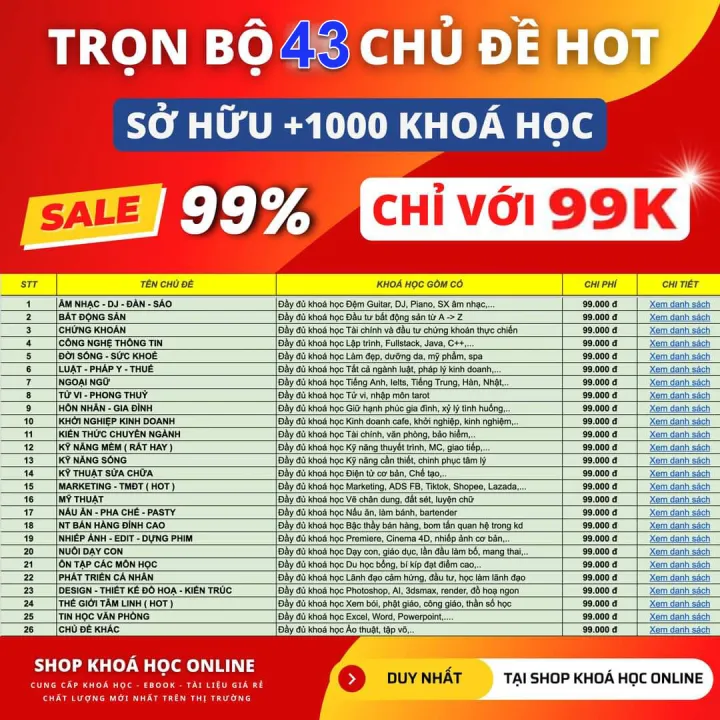 TRỌN BỘ 43 CHỦ ĐỀ HOT
SỞ HỮU +1000 KHOÁ HỌC
SALE 99% CHỈ VỚI 99K
STT TÊN CHỦ ĐỀ KHOÁ HỌC GỒM CÓ CHI PHÍ CHI TIẾT
1 ÂM NHẠC - DJ - ĐÀN - SÁO Đầy đủ khoá học Đệm Guitar, DJ, Piano, SX âm nhạc,... 99.000 đ Xem danh sách
2 BẤT ĐỘNG SẢN Đầy đủ khoá học Đầu tư bất động sản từ A -> Z 99.000 đ Xem danh sách
3 CHỨNG KHOÁN Đầy đủ khoá học Tài chính và đầu tư chứng khoán thực chiến 99.000 đ Xem danh sách
4 CÔNG NGHỆ THÔNG TIN Đầy đủ khoá học Lập trình, Fullstack, Java, C++,... 99.000 đ Xem danh sách
5 ĐỜI SỐNG - SỨC KHOẺ Đầy đủ khoá học Làm đẹp, dưỡng da, mỹ phẩm, spa 99.000 đ Xem danh sách
6 LUẬT - PHÁP Y - THUẾ Đầy đủ khoá học Tất cả ngành luật, pháp lý kinh doanh,... 99.000 đ Xem danh sách
7 NGOẠI NGỮ Đầy đủ khoá học Tiếng Anh, Ielts, Tiếng Trung, Hàn, Nhật,.. 99.000 đ Xem danh sách
8 TỬ VI - PHONG THUỶ Đầy đủ khoá học Tử vi, nhập môn tarot 99.000 đ Xem danh sách
9 HÔN NHÂN - GIA ĐÌNH Đầy đủ khoá học Giữ hạnh phúc gia đình, xỷ lý tình huống,.. 99.000 đ Xem danh sách
10 KHỞI NGHIỆP KINH DOANH Đầy đủ khoá học Kinh doanh cafe, khởi nghiệp, kinh nghiệm,.. 99.000 đ Xem danh sách
11 KIẾN THỨC CHUYÊN NGÀNH Đầy đủ khoá học Tài chính, văn phòng, bảo hiểm,.. 99.000 đ Xem danh sách
12 KỸ NĂNG MỀM ( RẤT HAY ) Đầy đủ khoá học Kỹ năng thuyết trình, MC, giao tiếp,... 99.000 đ Xem danh sách
13 KỸ NĂNG SỐNG Đầy đủ khoá học Kỹ năng cần thiết, chinh phục tâm lý 99.000 đ Xem danh sách
14 KỸ THUẬT SỬA CHỮA Đầy đủ khoá học Điện tử cơ bản, Chế tạo,.. 99.000 đ Xem danh sách
15 MARKETING - TMĐT ( HOT ) Đầy đủ khoá học Marketing, ADS FB, Tiktok, Shopee, Lazada,... 99.000 đ Xem danh sách
16 MỸ THUẬT Đầy đủ khoá học Vẽ chân dung, đất sét, luyện chữ 99.000 đ Xem danh sách
17 NẤU ĂN - PHA CHẾ - PASTY Đầy đủ khoá học Nấu ăn, làm bánh, bartender 99.000 đ Xem danh sách
18 NT BÁN HÀNG ĐỈNH CAO Đầy đủ khoá học Bậc thầy bán hàng, bom tấn quan hệ trong kd 99.000 đ Xem danh sách
19 NHIẾP ẢNH - EDIT - DỰNG PHIM Đầy đủ khoá học Premiere, Cinema 4D, nhiếp ảnh cơ bản,.. 99.000 đ Xem danh sách
20 NUÔI DẠY CON Đầy đủ khoá học Dạy con, giáo dục, lần đầu làm bố, mang thai,.. 99.000 đ Xem danh sách
21 ÔN TẬP CÁC MÔN HỌC Đầy đủ khoá học Du học bổng, bí kíp đạt điểm cao,.. 99.000 đ Xem danh sách
22 PHÁT TRIỂN CÁ NHÂN Đầy đủ khoá học Lãnh đạo cảm hứng, đầu tư, học làm lãnh đạo 99.000 đ Xem danh sách
23 DESIGN - THIẾT KẾ ĐỒ HOẠ - KIẾN TRÚC Đầy đủ khoá học Photoshop, AI, 3dsmax, render, đồ hoạ ngon 99.000 đ Xem danh sách
24 THẾ GIỚI TÂM LINH ( HOT ) Đầy đủ khoá học Xem bói, phật giáo, công giáo, thần số học 99.000 đ Xem danh sách
25 TIN HỌC VĂN PHÒNG Đầy đủ khoá học Excel, Word, Powerpoint,.... 99.000 đ Xem danh sách
26 CHỦ ĐỀ KHÁC Đầy đủ khoá học Ảo thuật, tập võ,.. 99.000 đ Xem danh sách
SHOP KHOÁ HỌC ONLINE
CUNG CẤP KHOÁ HỌC - EBOOK - TÀI LIỆU GIÁ RẺ
CHẤT LƯỢNG MỚI NHẤT TRÊN THỊ TRƯỜNG
DUY NHẤT TẠI SHOP KHOÁ HỌC ONLINE